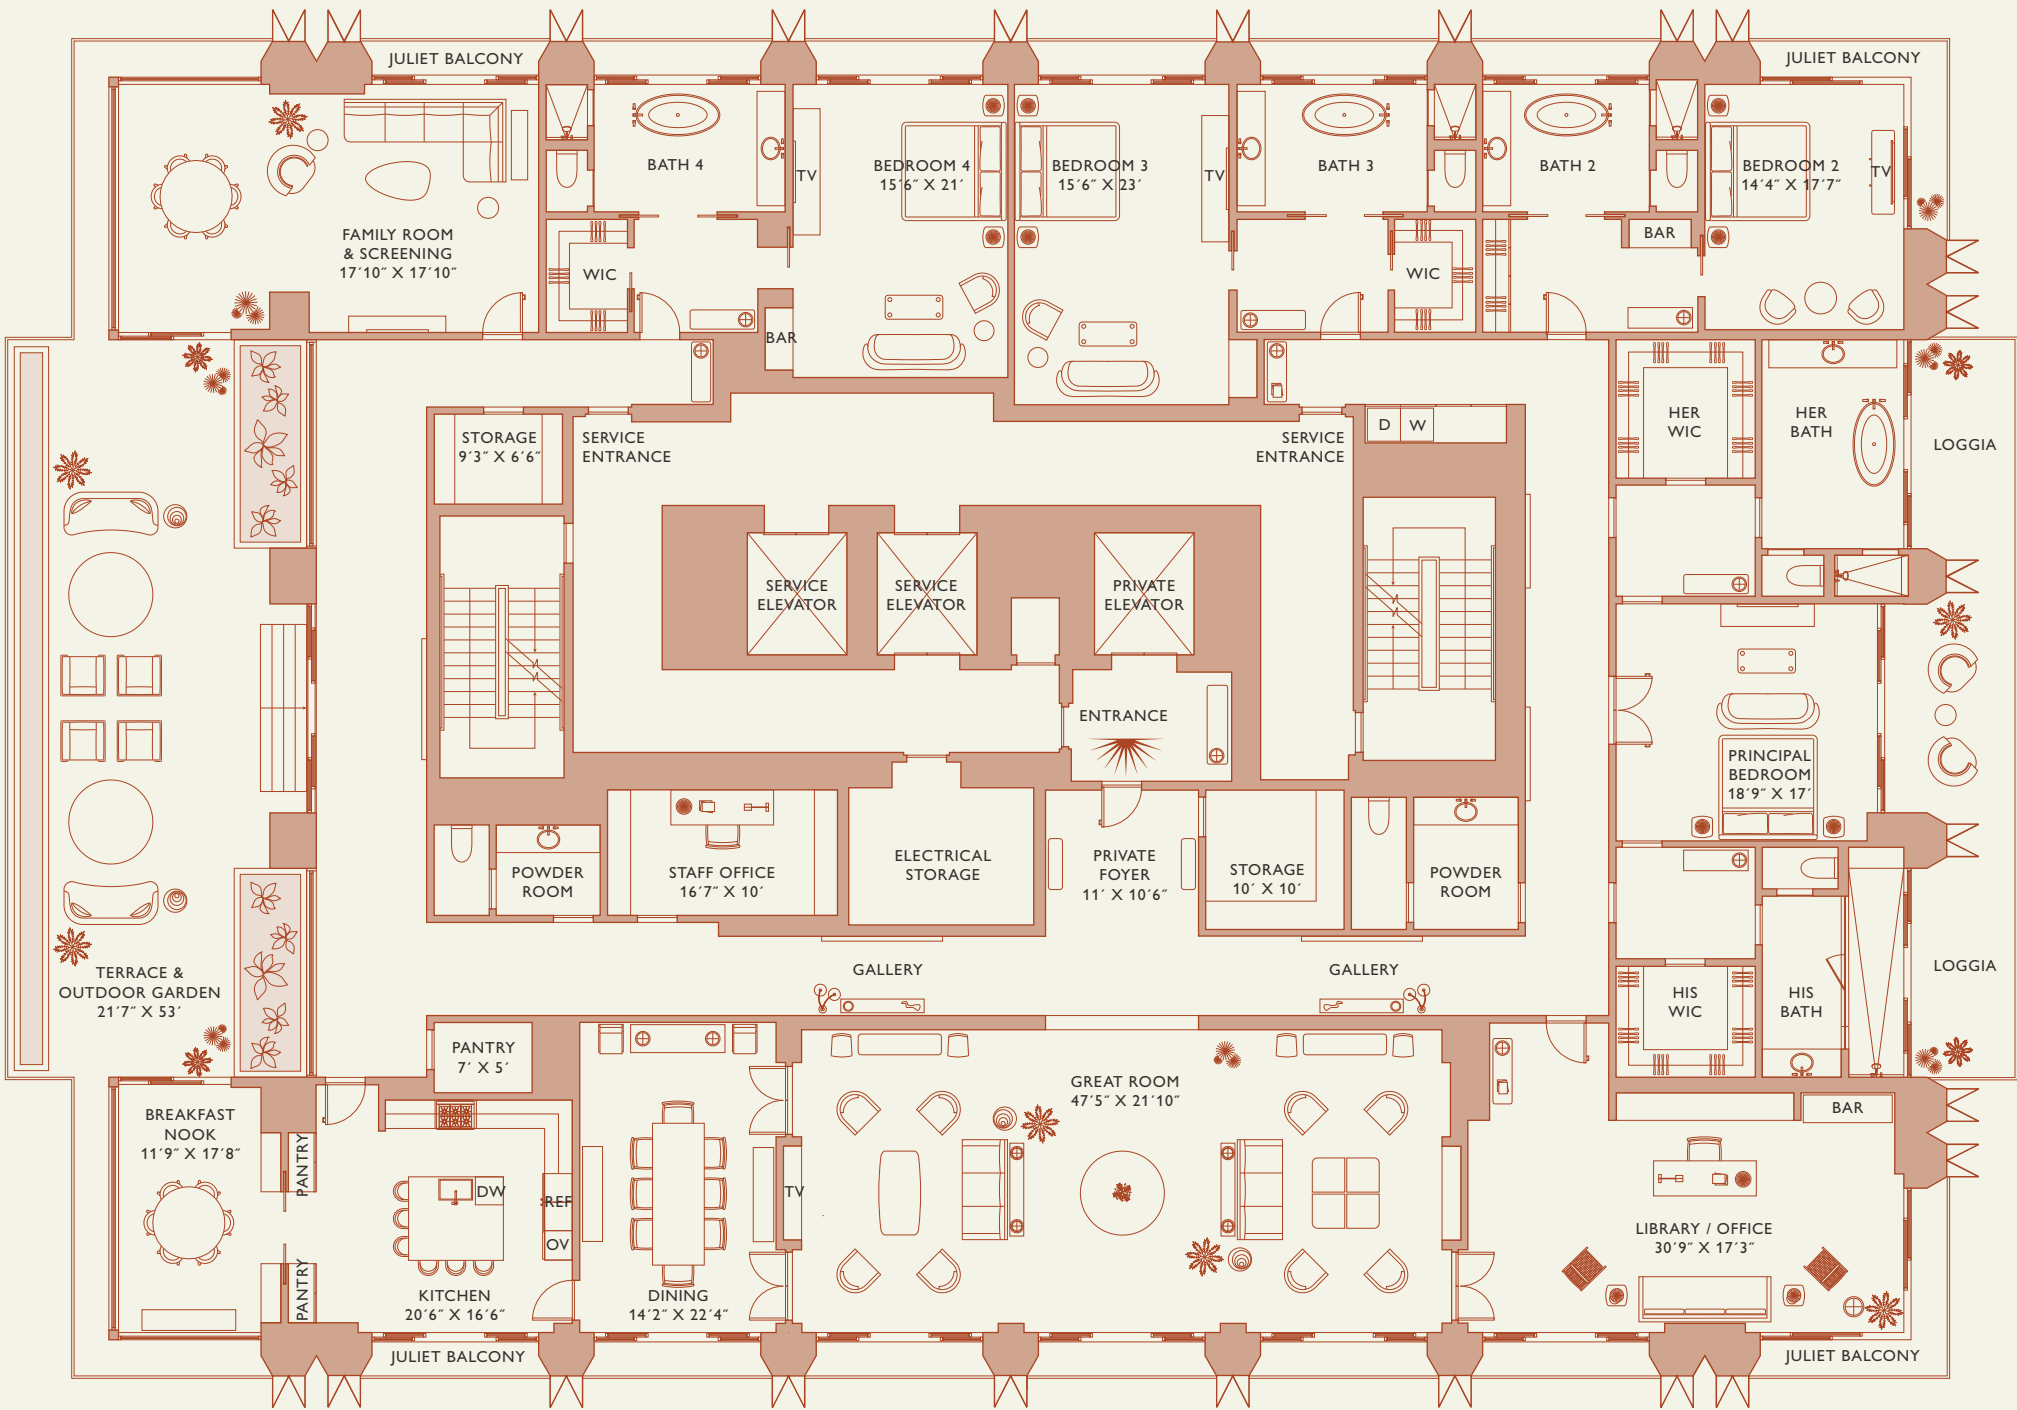 JULIET BALCONY
JULIET BALCONY
BATH 4
TV
BEDROOM 4
15′6″ X 21′
BEDROOM 3
15′6″ X 23′
TV
BATH 3
BATH 2
BEDROOM 2
14′4″ X 17′7″
TV
FAMILY ROOM
& SCREENING
17′10″ X 17′10″
WIC
WIC
BAR
BAR
STORAGE
9′3″ X 6′6″
SERVICE
ENTRANCE
SERVICE
ENTRANCE
D
W
HER
WIC
HER
BATH
LOGGIA
SERVICE
ELEVATOR
SERVICE
ELEVATOR
PRIVATE
ELEVATOR
ENTRANCE
PRINCIPAL
BEDROOM
18′9″ X 17′
POWDER
ROOM
STAFF OFFICE
16′7″ X 10′
ELECTRICAL
STORAGE
PRIVATE
FOYER
11′ X 10′6″
STORAGE
10′ X 10′
POWDER
ROOM
TERRACE &
OUTDOOR GARDEN
21′7″ X 53′
GALLERY
GALLERY
HIS
WIC
HIS
BATH
LOGGIA
PANTRY
7′ X 5′
GREAT ROOM
47′5″ X 21′10″
BREAKFAST
NOOK
11′9″ X 17′8″
PANTRY
PANTRY
DW
REF
OV
TV
BAR
KITCHEN
20′6″ X 16′6″
DINING
14′2″ X 22′4″
LIBRARY / OFFICE
30′9″ X 17′3″
JULIET BALCONY
JULIET BALCONY